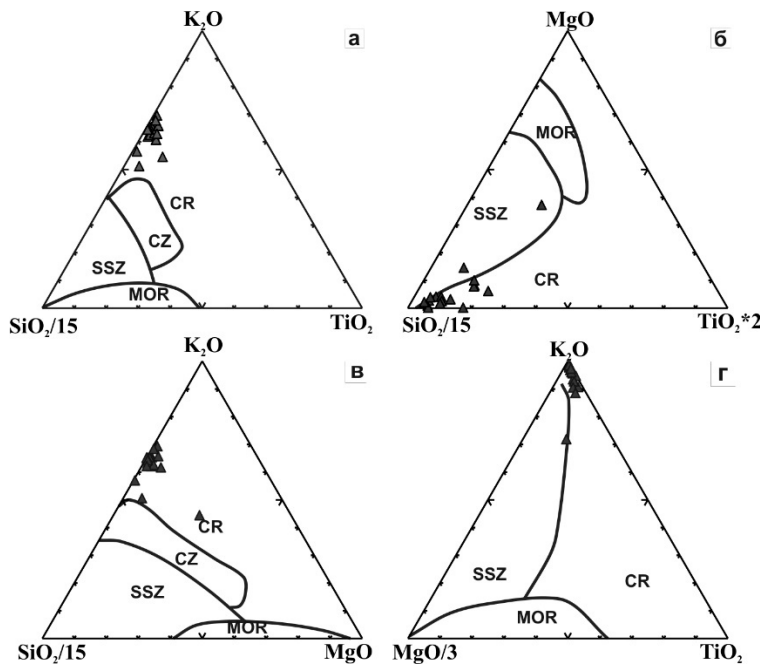 K₂O
а
CR
CZ
SSZ
MOR
SiO₂/15
TiO₂
MgO
б
MOR
SSZ
CR
SiO₂/15
TiO₂*2
K₂O
в
CR
CZ
SSZ
MOR
SiO₂/15
MgO
K₂O
г
SSZ
CR
MOR
MgO/3
TiO₂